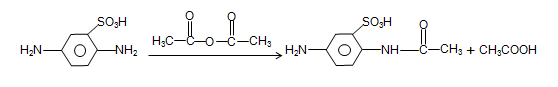 SO₃H
H₂N— —NH₂
O O
H₃C—C—O—C—CH₃
SO₃H
O
H₂N— —NH—C—CH₃ + CH₃COOH